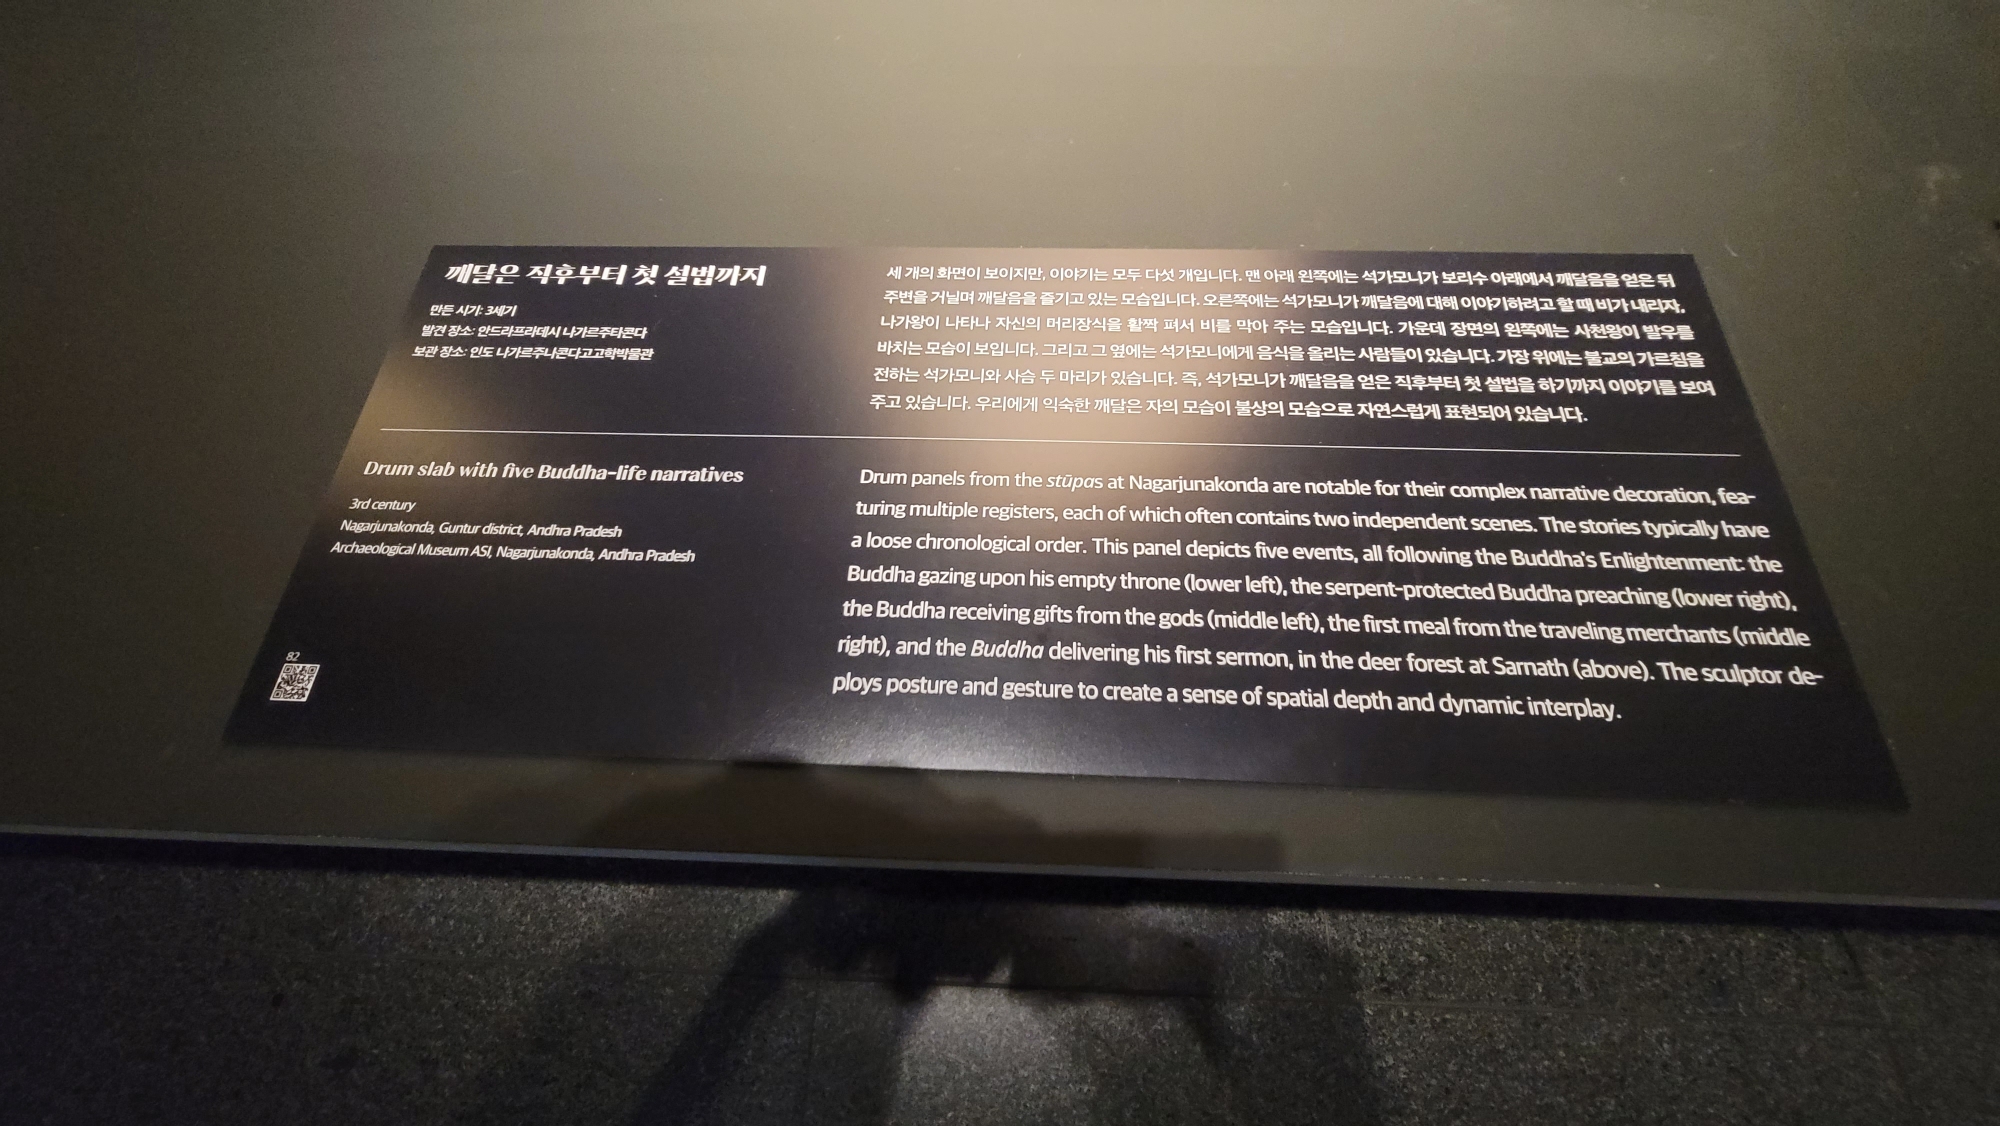 깨달은 직후부터 첫 설법까지
만든 시기: 3세기
발견 장소: 안드라프라데시 나가르주타콘다
보관 장소: 인도 나가르주나콘다고고학박물관
세 개의 화면이 보이지만, 이야기는 모두 다섯 개입니다. 맨 아래 왼쪽에는 석가모니가 보리수 아래에서 깨달음을 얻은 뒤
주변을 거닐며 깨달음을 즐기고 있는 모습입니다. 오른쪽에는 석가모니가 깨달음에 대해 이야기하려고 할 때 비가 내리자,
나가왕이 나타나 자신의 머리장식을 활짝 펴서 비를 막아 주는 모습입니다. 가운데 장면의 왼쪽에는 사천왕이 발우를
바치는 모습이 보입니다. 그리고 그 옆에는 석가모니에게 음식을 올리는 사람들이 있습니다. 가장 위에는 불교의 가르침을
전하는 석가모니와 사슴 두 마리가 있습니다. 즉, 석가모니가 깨달음을 얻은 직후부터 첫 설법을 하기까지 이야기를 보여
주고 있습니다. 우리에게 익숙한 깨달은 자의 모습이 불상의 모습으로 자연스럽게 표현되어 있습니다.
Drum slab with five Buddha-life narratives
3rd century
Nagarjunakonda, Guntur district, Andhra Pradesh
Archaeological Museum ASI, Nagarjunakonda, Andhra Pradesh
82
Drum panels from the stūpas at Nagarjunakonda are notable for their complex narrative decoration, fea-
turing multiple registers, each of which often contains two independent scenes. The stories typically have
a loose chronological order. This panel depicts five events, all following the Buddha's Enlightenment: the
Buddha gazing upon his empty throne (lower left), the serpent-protected Buddha preaching (lower right),
the Buddha receiving gifts from the gods (middle left), the first meal from the traveling merchants (middle
right), and the Buddha delivering his first sermon, in the deer forest at Sarnath (above). The sculptor de-
ploys posture and gesture to create a sense of spatial depth and dynamic interplay.